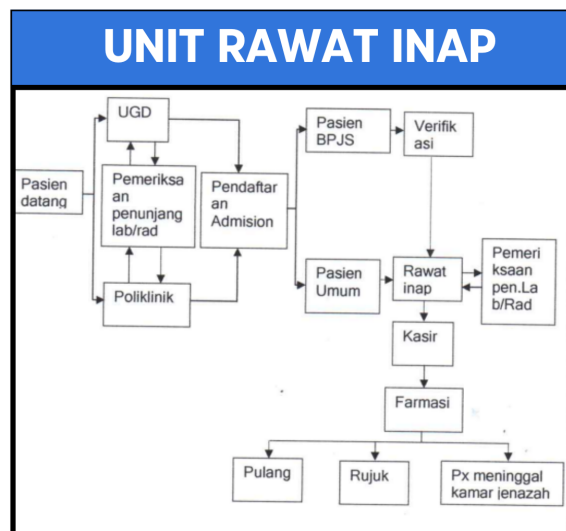 UNIT RAWAT INAP
UGD
Pasien
datang
Pemeriksa
an
penunjang
lab/rad
Poliklinik
Pendaftar
an
Admision
Pasien
BPJS
Verifik
asi
Pasien
Umum
Rawat
inap
Pemeri
ksaan
pen.La
b/Rad
Kasir
Farmasi
Pulang
Rujuk
Px meninggal
kamar jenazah